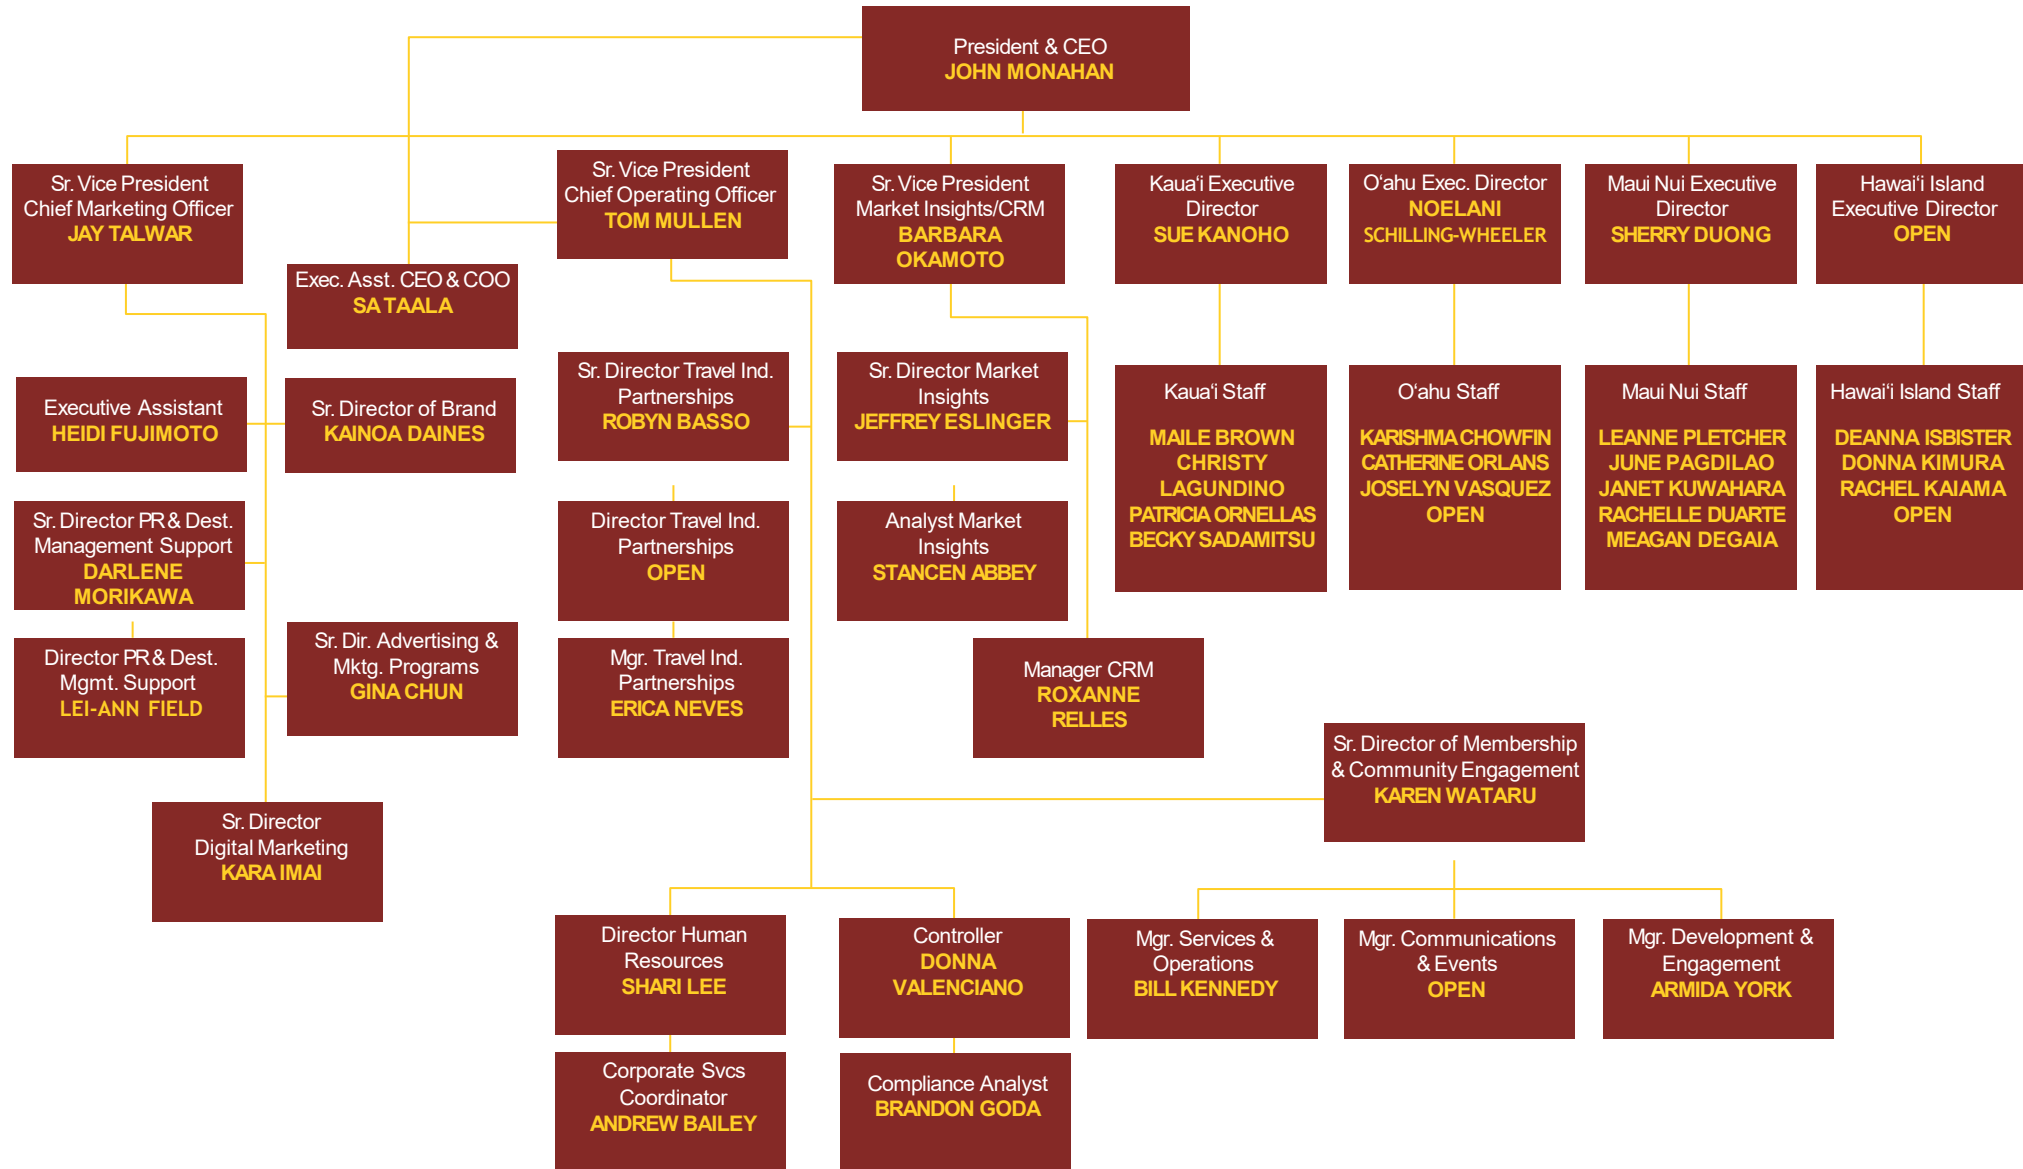 President & CEO
JOHN MONAHAN
Sr. Vice President
Chief Marketing Officer
JAY TALWAR
Exec. Asst. CEO & COO
SA TAALA
Sr. Vice President
Chief Operating Officer
TOM MULLEN
Sr. Vice President
Market Insights/CRM
BARBARA
OKAMOTO
Kauaʻi Executive
Director
SUE KANOHO
Oʻahu Exec. Director
NOELANI
SCHILLING-WHEELER
Maui Nui Executive
Director
SHERRY DUONG
Hawaiʻi Island
Executive Director
OPEN
Executive Assistant
HEIDI FUJIMOTO
Sr. Director of Brand
KAINOA DAINES
Sr. Director Travel Ind.
Partnerships
ROBYN BASSO
Sr. Director Market
Insights
JEFFREY ESLINGER
Kauaʻi Staff
MAILE BROWN
CHRISTY
LAGUNDINO
PATRICIA ORNELLAS
BECKY SADAMITSU
Oʻahu Staff
KARISHMA CHOWFIN
CATHERINE ORLANS
JOSELYN VASQUEZ
OPEN
Maui Nui Staff
LEANNE PLETCHER
JUNE PAGDILAO
JANET KUWAHARA
RACHELLE DUARTE
MEAGAN DEGAIA
Hawaiʻi Island Staff
DEANNA ISBISTER
DONNA KIMURA
RACHEL KAIAMA
OPEN
Sr. Director PR & Dest.
Management Support
DARLENE
MORIKAWA
Director Travel Ind.
Partnerships
OPEN
Analyst Market
Insights
STANCEN ABBEY
Director PR & Dest.
Mgmt. Support
LEI-ANN FIELD
Sr. Dir. Advertising &
Mktg. Programs
GINA CHUN
Mgr. Travel Ind.
Partnerships
ERICA NEVES
Manager CRM
ROXANNE
RELLES
Sr. Director of Membership
& Community Engagement
KAREN WATARU
Sr. Director
Digital Marketing
KARA IMAI
Director Human
Resources
SHARI LEE
Controller
DONNA
VALENCIANO
Mgr. Services &
Operations
BILL KENNEDY
Mgr. Communications
& Events
OPEN
Mgr. Development &
Engagement
ARMIDA YORK
Corporate Svcs
Coordinator
ANDREW BAILEY
Compliance Analyst
BRANDON GODA